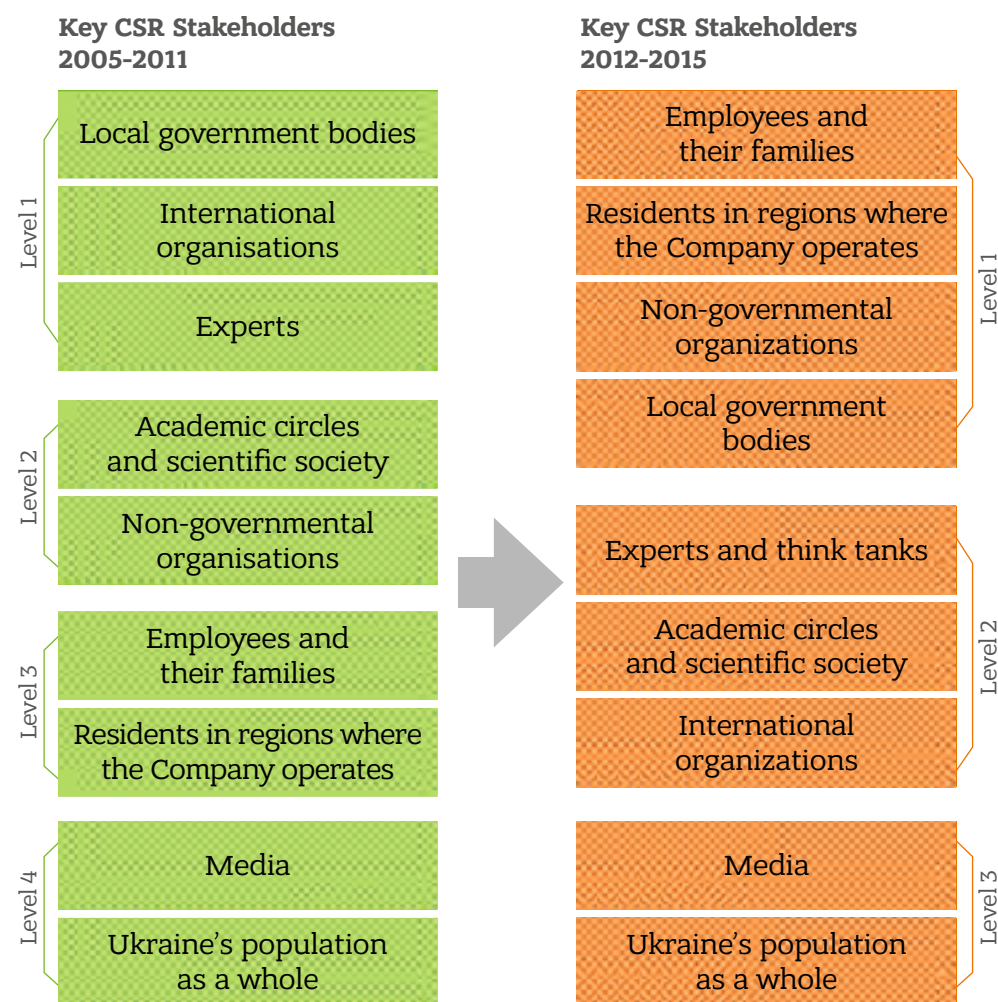 Key CSR Stakeholders
2005-2011
Level 1
Local government bodies
International
organisations
Experts
Level 2
Academic circles
and scientific society
Non-governmental
organisations
Level 3
Employees and
their families
Residents in regions where
the Company operates
Level 4
Media
Ukraine's population
as a whole
Key CSR Stakeholders
2012-2015
Level 1
Employees and
their families
Residents in regions where
the Company operates
Non-governmental
organizations
Local government
bodies
Level 2
Experts and think tanks
Academic circles
and scientific society
International
organizations
Level 3
Media
Ukraine's population
as a whole